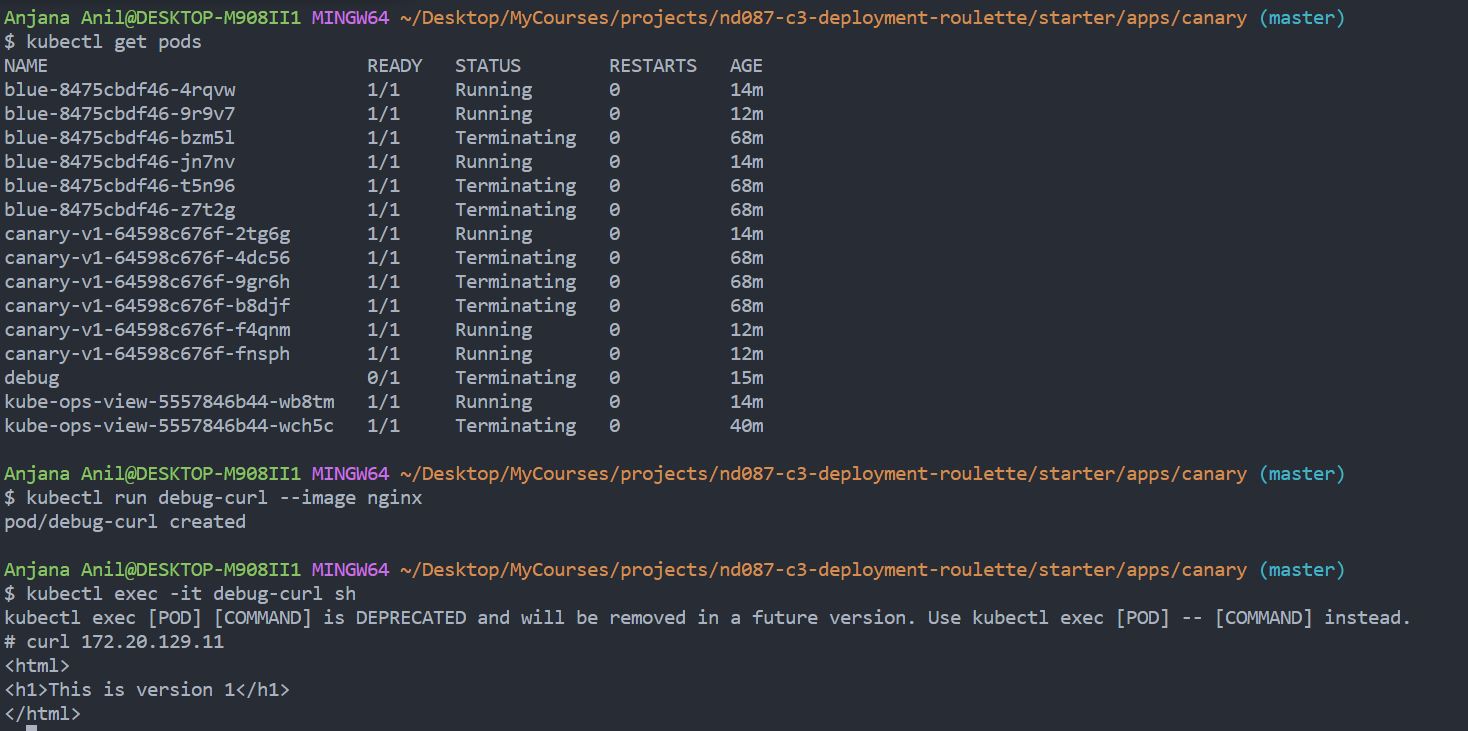 Anjana Anil@DESKTOP-M908II1 MINGW64 ~/Desktop/MyCourses/projects/nd087-c3-deployment-roulette/starter/apps/canary (master)
$ kubectl get pods
NAME                             READY   STATUS        RESTARTS   AGE
blue-8475cbdf46-4rqvw            1/1     Running       0          14m
blue-8475cbdf46-9r9v7            1/1     Running       0          12m
blue-8475cbdf46-bzm5l            1/1     Terminating   0          68m
blue-8475cbdf46-jn7nv            1/1     Running       0          14m
blue-8475cbdf46-t5n96            1/1     Terminating   0          68m
blue-8475cbdf46-z7t2g            1/1     Terminating   0          68m
canary-v1-64598c676f-2tg6g       1/1     Running       0          14m
canary-v1-64598c676f-4dc56       1/1     Terminating   0          68m
canary-v1-64598c676f-9gr6h       1/1     Terminating   0          68m
canary-v1-64598c676f-b8djf       1/1     Terminating   0          68m
canary-v1-64598c676f-f4qnm       1/1     Running       0          12m
canary-v1-64598c676f-fnsph       1/1     Running       0          12m
debug                            0/1     Terminating   0          15m
kube-ops-view-5557846b44-wb8tm   1/1     Running       0          14m
kube-ops-view-5557846b44-wch5c   1/1     Terminating   0          40m
Anjana Anil@DESKTOP-M908II1 MINGW64 ~/Desktop/MyCourses/projects/nd087-c3-deployment-roulette/starter/apps/canary (master)
$ kubectl run debug-curl --image nginx
pod/debug-curl created
Anjana Anil@DESKTOP-M908II1 MINGW64 ~/Desktop/MyCourses/projects/nd087-c3-deployment-roulette/starter/apps/canary (master)
$ kubectl exec -it debug-curl sh
kubectl exec [POD] [COMMAND] is DEPRECATED and will be removed in a future version. Use kubectl exec [POD] -- [COMMAND] instead.
# curl 172.20.129.11
<html>
<h1>This is version 1</h1>
</html>